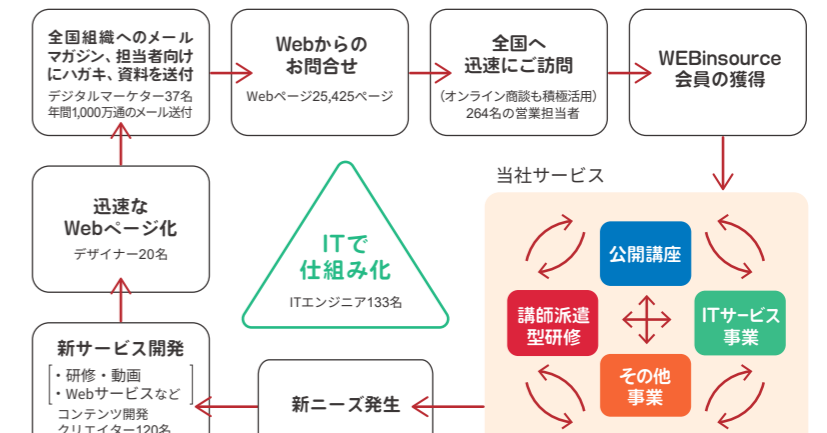 全国組織へのメール
マガジン、担当者向け
にハガキ、資料を送付
デジタルマーケター37名
年間1,000万通のメール送付
Webからの
お問合せ
Webページ25,425ページ
全国へ
迅速にご訪問
（オンライン商談も積極活用）
264名の営業担当者
WEBinsource
会員の獲得
当社サービス
公開講座
講師派遣
型研修
ITサービス
事業
その他
事業
新ニーズ発生
新サービス開発
・研修・動画
・Webサービスなど
コンテンツ開発
クリエイター120名
迅速な
Webページ化
デザイナー20名
ITで
仕組み化
ITエンジニア133名